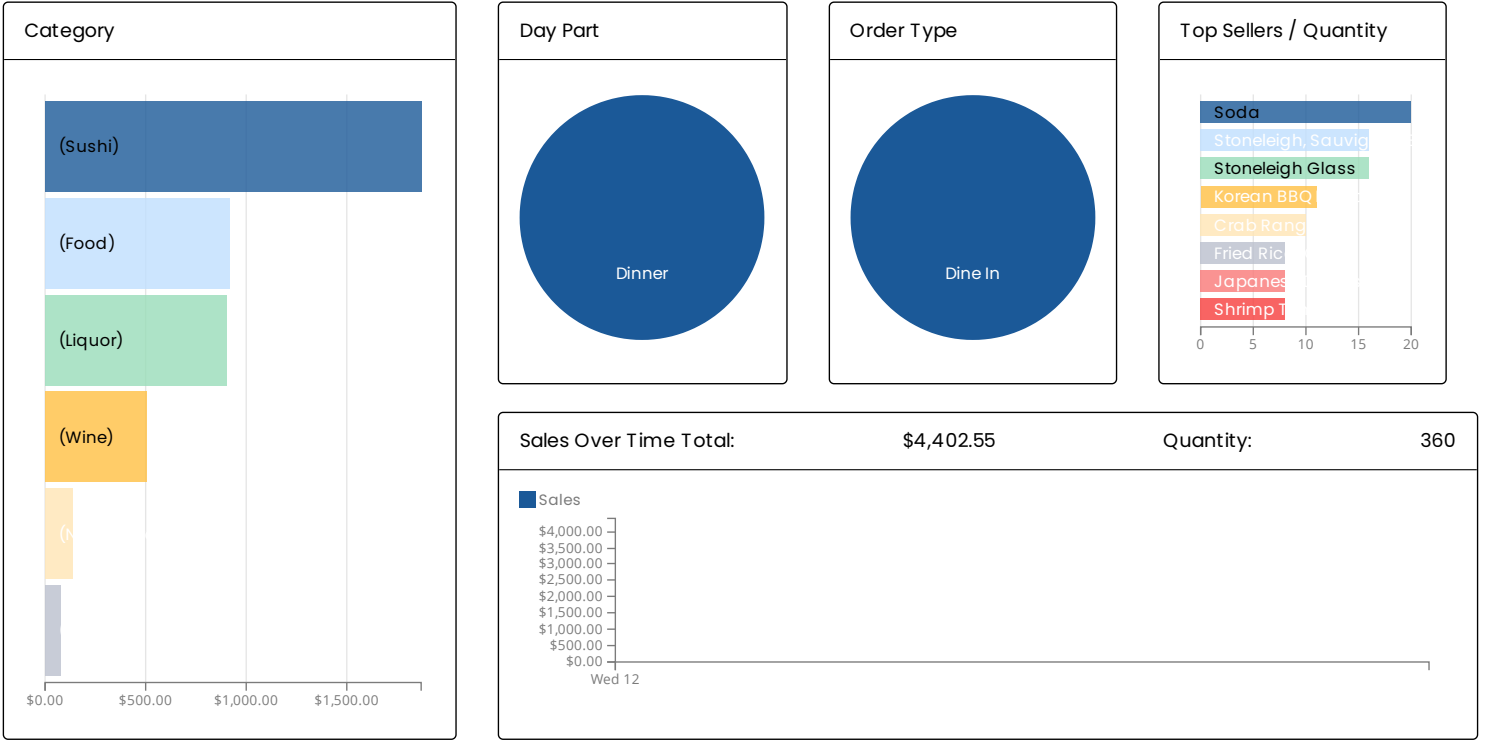 Category
(Sushi)
(Food)
(Liquor)
(Wine)
$0.00 $500.00 $1,000.00 $1,500.00
Day Part
Dinner
Order Type
Dine In
Top Sellers / Quantity
Soda
Stoneleigh, Sauvig
Stoneleigh Glass
Korean BBQ
Crab Rang
Fried Ric
Japanes
Shrimp T
0 5 10 15 20
Sales Over Time Total: $4,402.55 Quantity: 360
Sales
$4,000.00
$3,500.00
$3,000.00
$2,500.00
$2,000.00
$1,500.00
$1,000.00
$500.00
$0.00
Wed 12